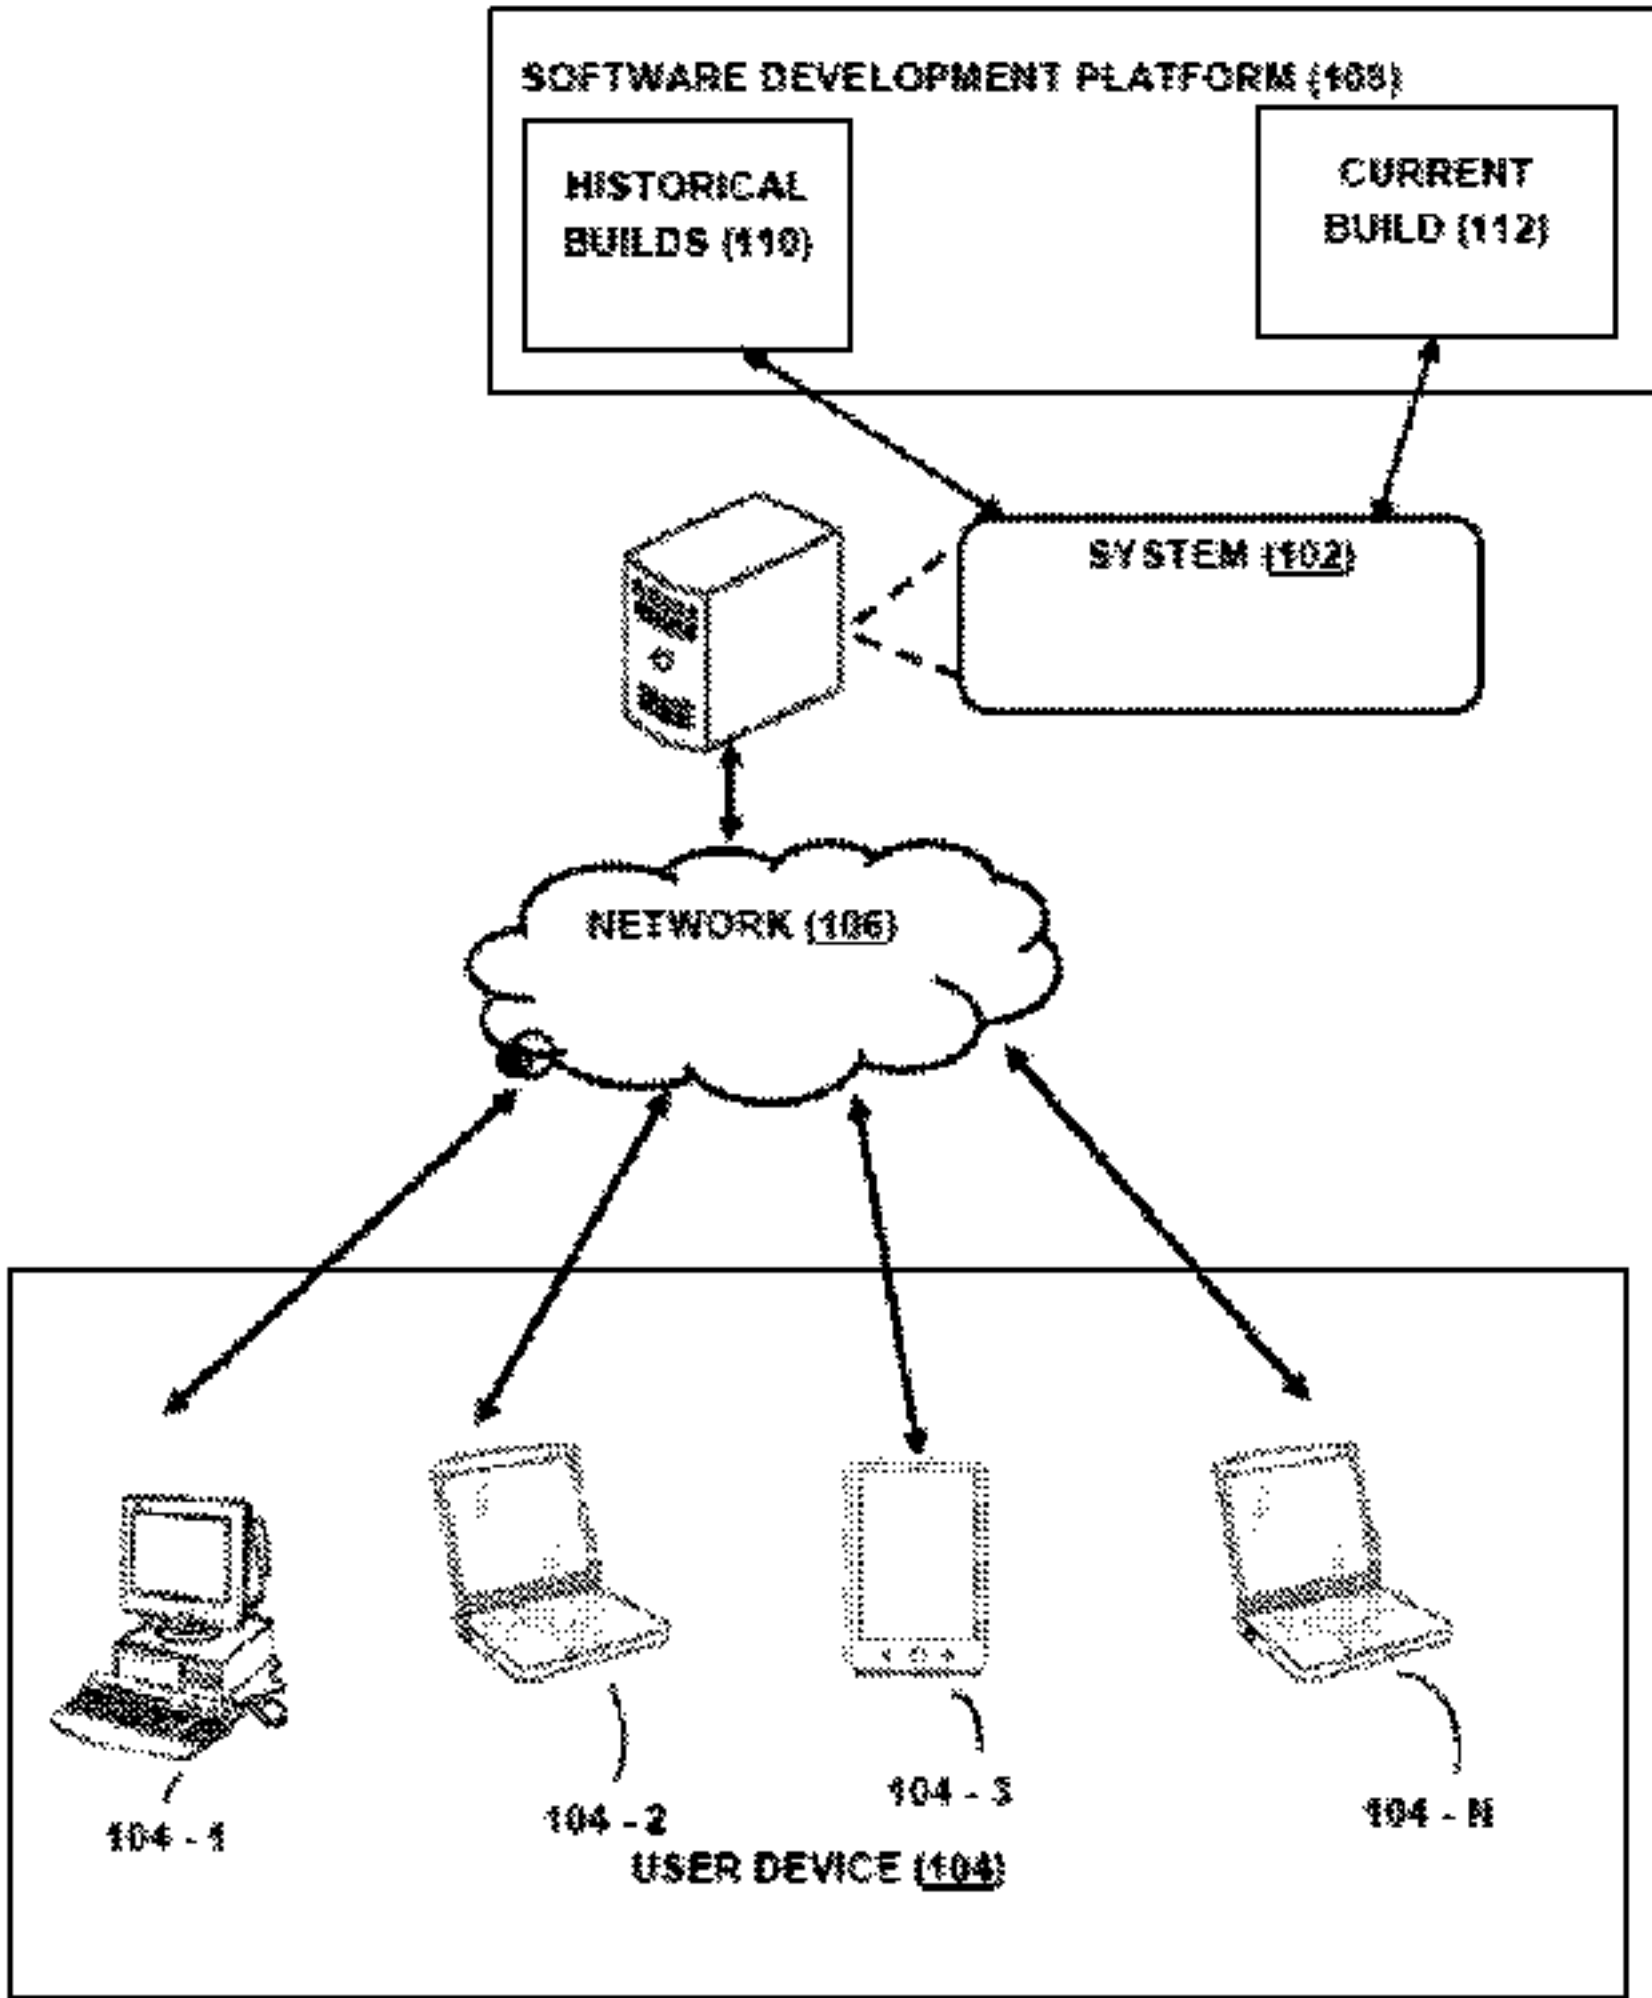 SOFTWARE DEVELOPMENT PLATFORM (108)
HISTORICAL
BUILDS (110)
CURRENT
BUILD (112)
SYSTEM (102)
NETWORK (106)
104 - 1
104 - 2
104 - 3
104 - N
USER DEVICE (104)